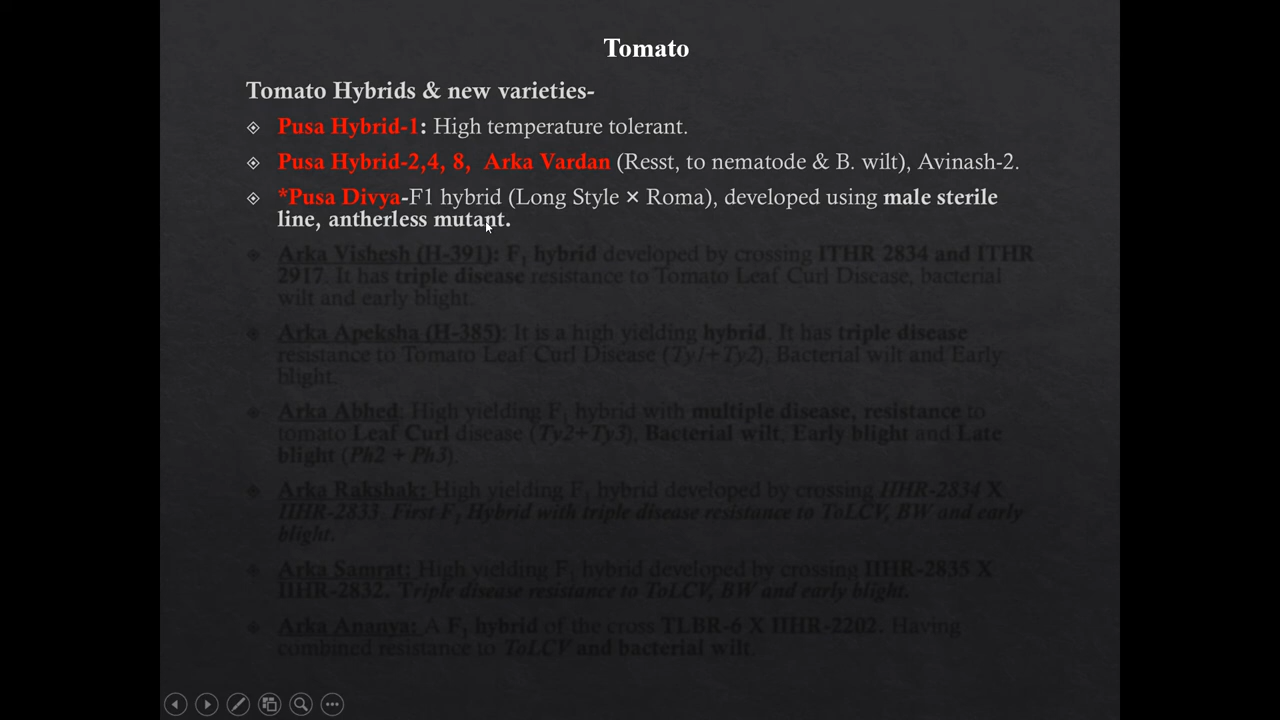 Tomato
Tomato Hybrids & new varieties-
Pusa Hybrid-1: High temperature tolerant.
Pusa Hybrid-2,4, 8, Arka Vardan (Resst, to nematode & B. wilt), Avinash-2.
*Pusa Divya-F1 hybrid (Long Style × Roma), developed using male sterile
line, antherless mutant.
Arka Vishesh (H-391): F₁ hybrid developed by crossing ITHR 2834 and ITHR
2917. It has triple disease resistance to Tomato Leaf Curl Disease, bacterial
wilt and early blight.
Arka Apeksha (H-385): It is a high yielding hybrid. It has triple disease
resistance to Tomato Leaf Curl Disease (Ty1+Ty2), Bacterial wilt and Early
blight.
Arka Abhed: High yielding F₁ hybrid with multiple disease, resistance to
tomato Leaf Curl disease (Ty2+Ty3), Bacterial wilt, Early blight and Late
blight (Ph2 + Ph3).
Arka Rakshak: High yielding F₁ hybrid developed by crossing IIHR-2834 X
IIHR-2833. First F₁ Hybrid with triple disease resistance to ToLCV, BW and early
blight.
Arka Samrat: High yielding F₁ hybrid developed by crossing IIHR-2835 X
IIHR-2832. Triple disease resistance to ToLCV, BW and early blight.
Arka Ananya: A F₁ hybrid of the cross TLBR-6 X IIHR-2202. Having
combined resistance to ToLCV and bacterial wilt.